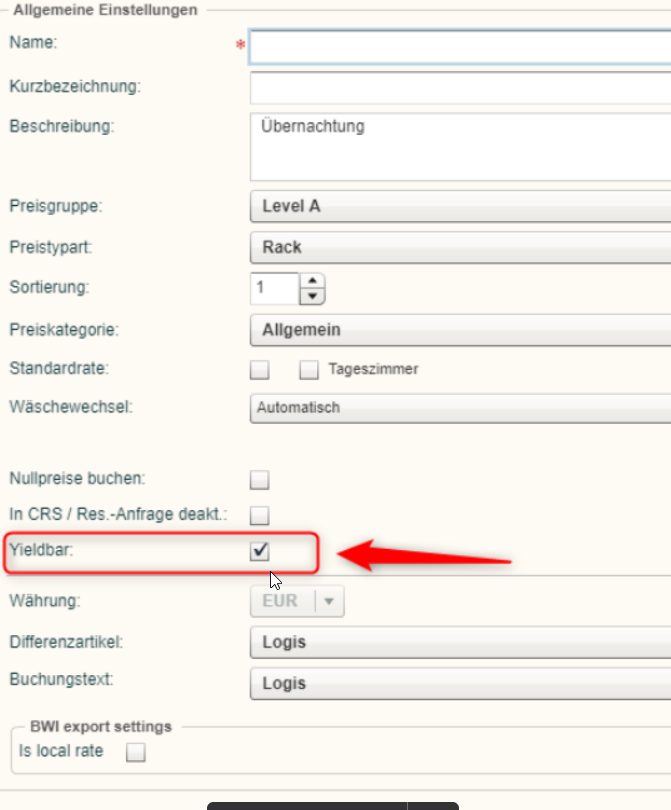 Allgemeine Einstellungen
Name: *
Kurzbezeichnung:
Beschreibung: Übernachtung
Preisgruppe: Level A
Preistypart: Rack
Sortierung: 1
Preiskategorie: Allgemein
Standardrate: Tageszimmer
Wäschewechsel: Automatisch
Nullpreise buchen:
In CRS / Res.-Anfrage deakt.:
Yieldbar:
Währung: EUR
Differenzartikel: Logis
Buchungstext: Logis
BWI export settings
Is local rate